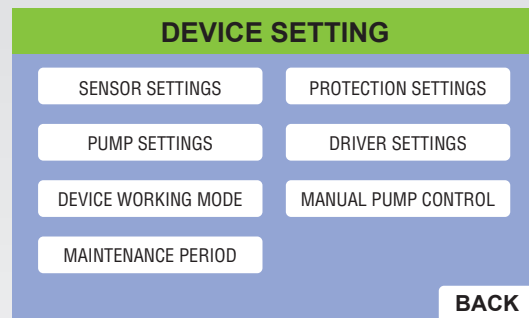 DEVICE SETTING
SENSOR SETTINGS
PROTECTION SETTINGS
PUMP SETTINGS
DRIVER SETTINGS
DEVICE WORKING MODE
MANUAL PUMP CONTROL
MAINTENANCE PERIOD
BACK